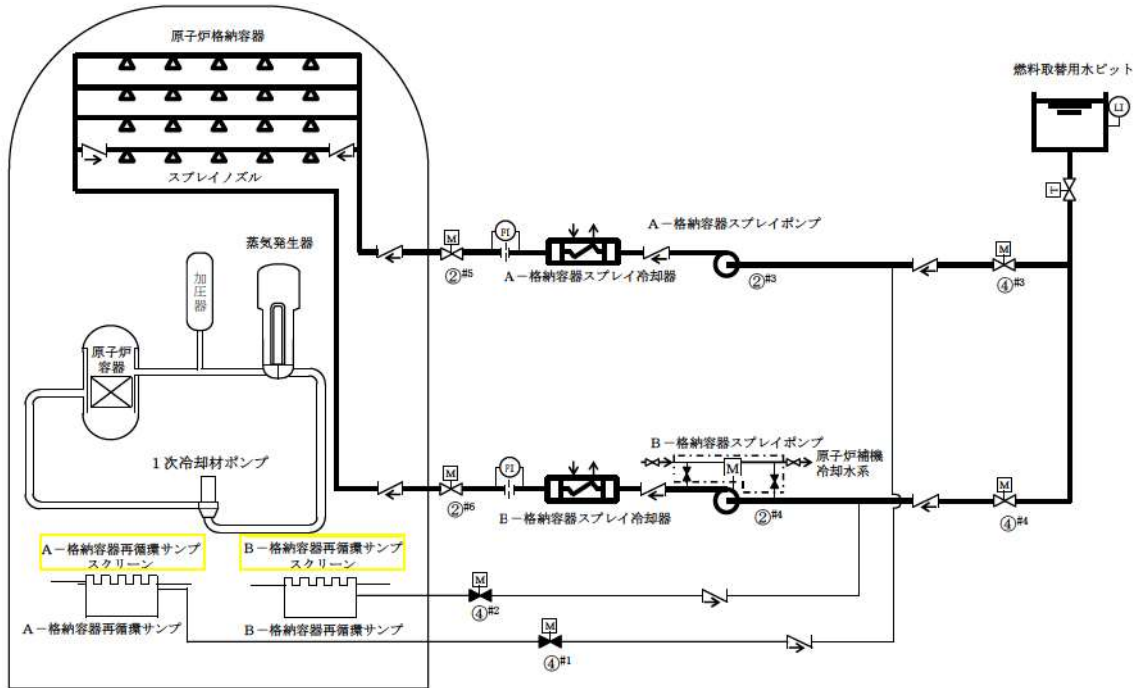 原子炉格納容器
スプレイノズル
燃料取替用水ピット
LI
T
蒸気発生器
加圧器
原子炉
容器
1次冷却材ポンプ
M
②#5
FI
A-格納容器スプレイ冷却器
A-格納容器スプレイポンプ
②#3
M
④#3
M
②#6
FI
B-格納容器スプレイ冷却器
B-格納容器スプレイポンプ
M
原子炉補機
冷却水系
②#4
M
④#4
A-格納容器再循環サンプ
スクリーン
B-格納容器再循環サンプ
スクリーン
A-格納容器再循環サンプ
B-格納容器再循環サンプ
M
④#2
M
④#1